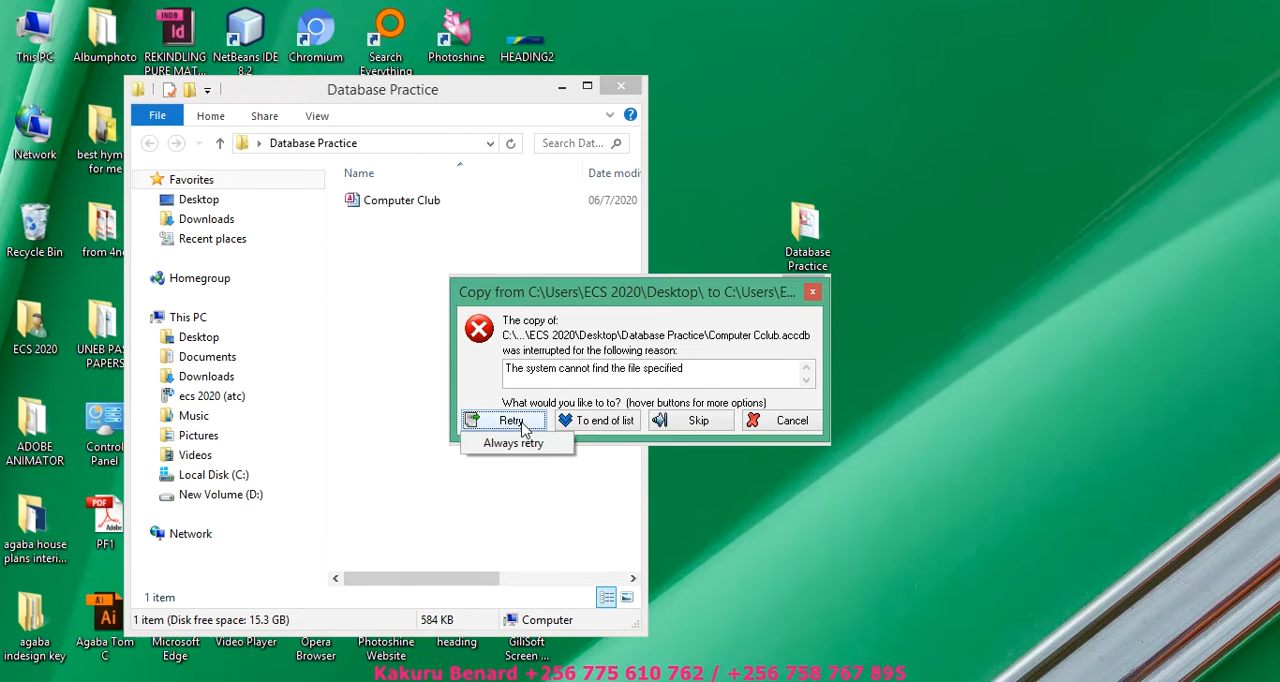 This PC
Albumphoto
REKINDLING
PURE MAT...
NetBeans IDE
8.2
Chromium
Search
Everything
Photoshine
HEADING2
INDB
Id
Network
best hym
for me
Recycle Bin
from 4ne
ECS 2020
UNEB PAS
PAPERS
ADOBE
ANIMATOR
Control
Panel
agaba house
plans interi...
PDF
Adobe
PF1
agaba
indesign key
Ai
Agaba Tom
C
Microsoft
Edge
Video Player
Opera
Browser
Photoshine
Website
heading
GiliSoft
Screen ...
Database
Practice
Database Practice
File
Home
Share
View
Database Practice
Search Dat...
Name
Date modi
Computer Club
06/7/2020
Favorites
Desktop
Downloads
Recent places
Homegroup
This PC
Desktop
Documents
Downloads
ecs 2020 (atc)
Music
Pictures
Videos
Local Disk (C:)
New Volume (D:)
Network
1 item
1 item (Disk free space: 15.3 GB)
584 KB
Computer
Copy from C:\Users\ECS 2020\Desktop\ to C:\Users\E...
The copy of:
C:\...\ECS 2020\Desktop\Database Practice\Computer Cclub.accdb
was interrupted for the following reason:
The system cannot find the file specified
What would you like to to? (hover buttons for more options)
Retry
To end of list
Skip
Cancel
Always retry
Kakuru Benard +256 775 610 762 / +256 758 767 895